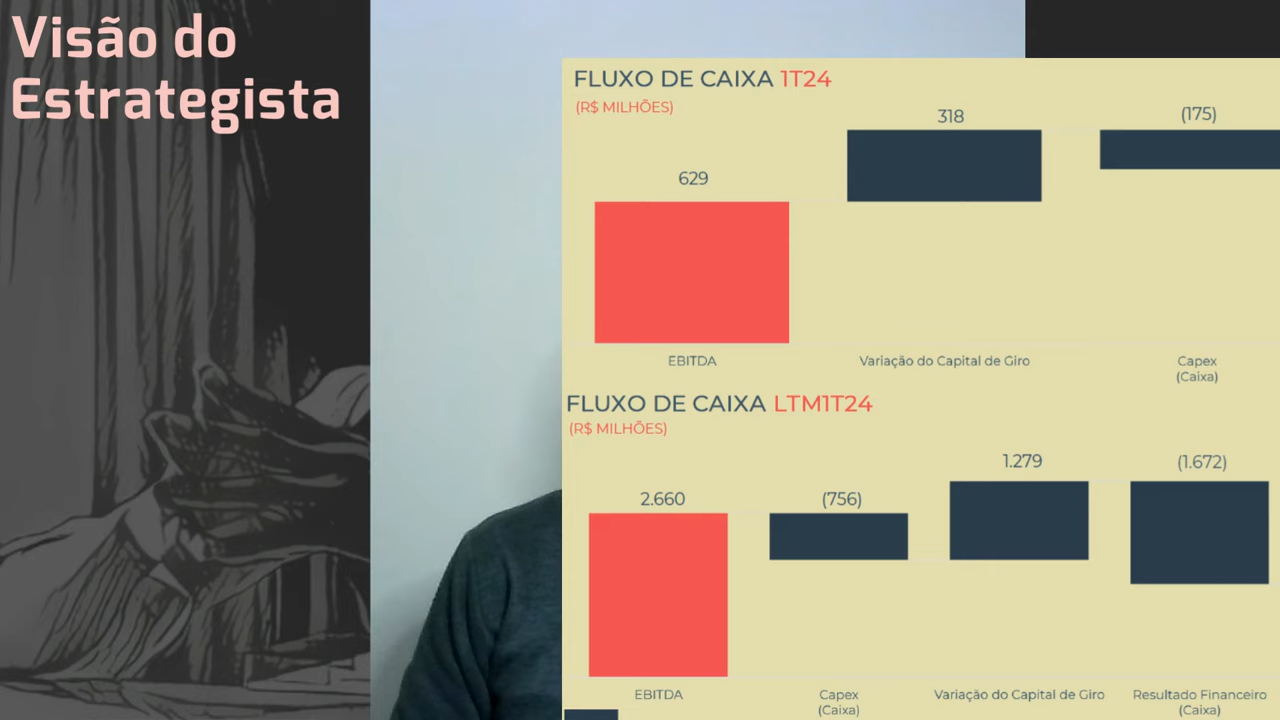 Visão do
Estrategista
FLUXO DE CAIXA 1T24
(R$ MILHÕES)
629
318
(175)
EBITDA
Variação do Capital de Giro
Capex
(Caixa)
FLUXO DE CAIXA LTM1T24
(R$ MILHÕES)
2.660
(756)
1.279
(1.672)
EBITDA
Capex
(Caixa)
Variação do Capital de Giro
Resultado Financeiro
(Caixa)